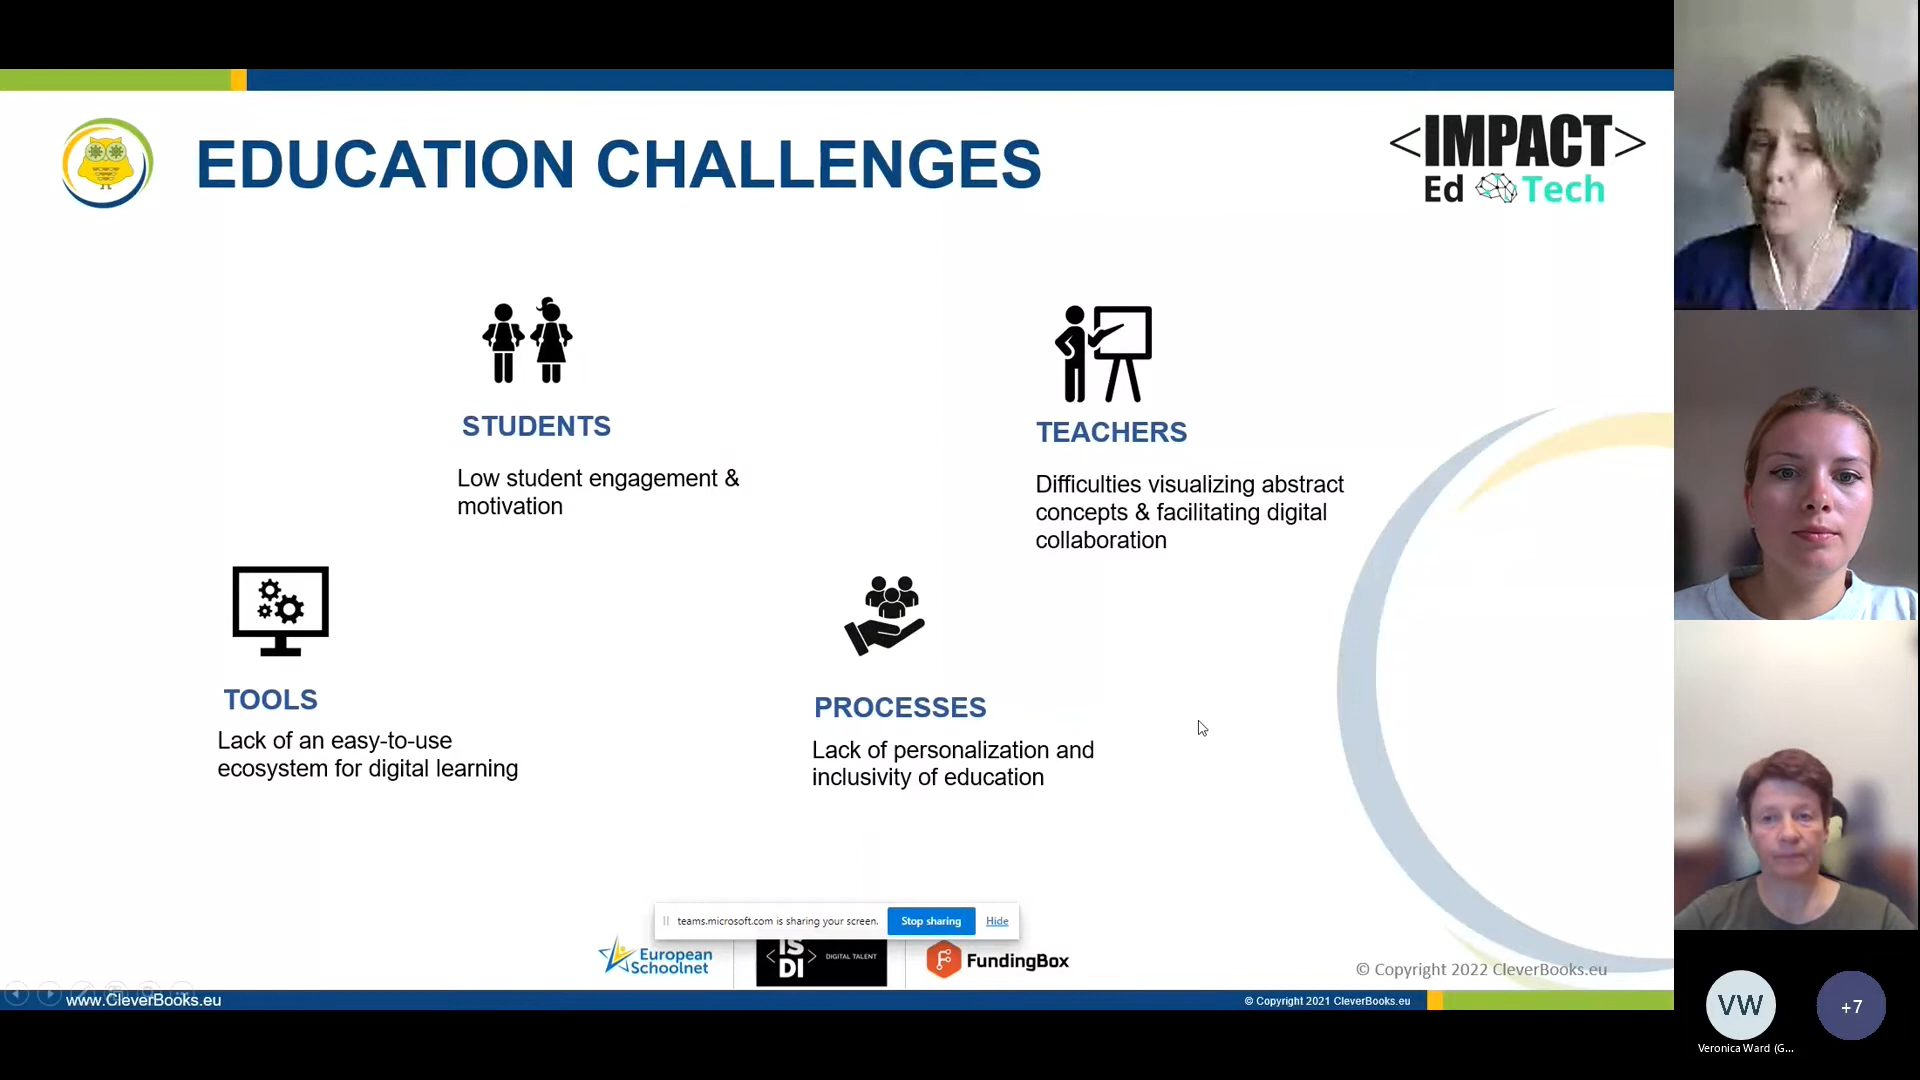 EDUCATION CHALLENGES
<IMPACT>
Ed Tech
STUDENTS
Low student engagement &
motivation
TEACHERS
Difficulties visualizing abstract
concepts & facilitating digital
collaboration
TOOLS
Lack of an easy-to-use
ecosystem for digital learning
PROCESSES
Lack of personalization and
inclusivity of education
teams.microsoft.com is sharing your screen.
Stop sharing
Hide
European
Schoolnet
<IS
DI>
DIGITAL TALENT
FundingBox
© Copyright 2022 CleverBooks.eu
www.CleverBooks.eu
© Copyright 2021 CleverBooks.eu
VW
+7
Veronica Ward (G...